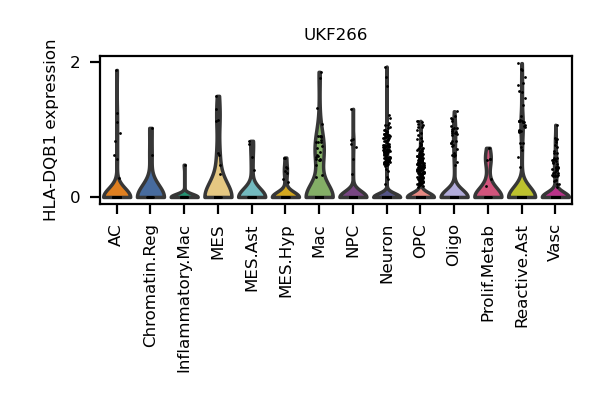 UKF266
HLA-DQB1 expression
2
0
AC
Chromatin.Reg
Inflammatory.Mac
MES
MES.Ast
MES.Hyp
Mac
NPC
Neuron
OPC
Oligo
Prolif.Metab
Reactive.Ast
Vasc